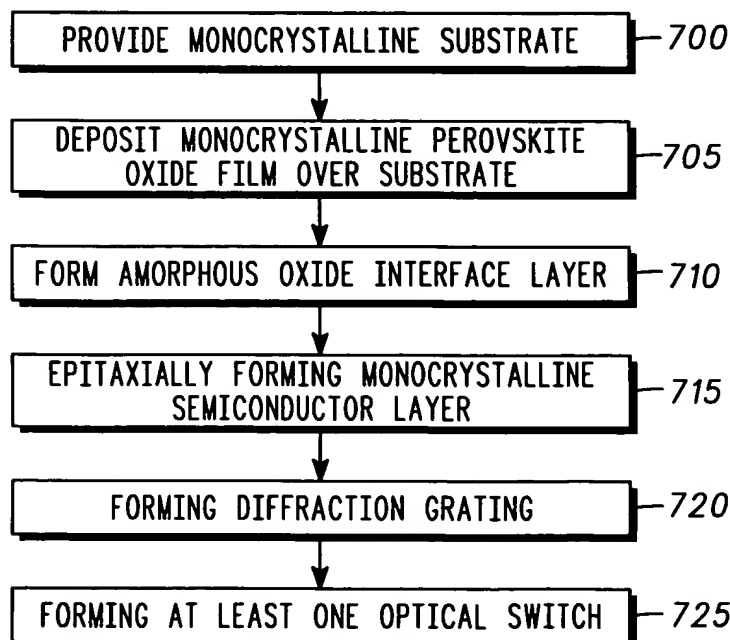 PROVIDE MONOCRYSTALLINE SUBSTRATE 700
DEPOSIT MONOCRYSTALLINE PEROVSKITE
OXIDE FILM OVER SUBSTRATE 705
FORM AMORPHOUS OXIDE INTERFACE LAYER 710
EPITAXIALLY FORMING MONOCRYSTALLINE
SEMICONDUCTOR LAYER 715
FORMING DIFFRACTION GRATING 720
FORMING AT LEAST ONE OPTICAL SWITCH 725